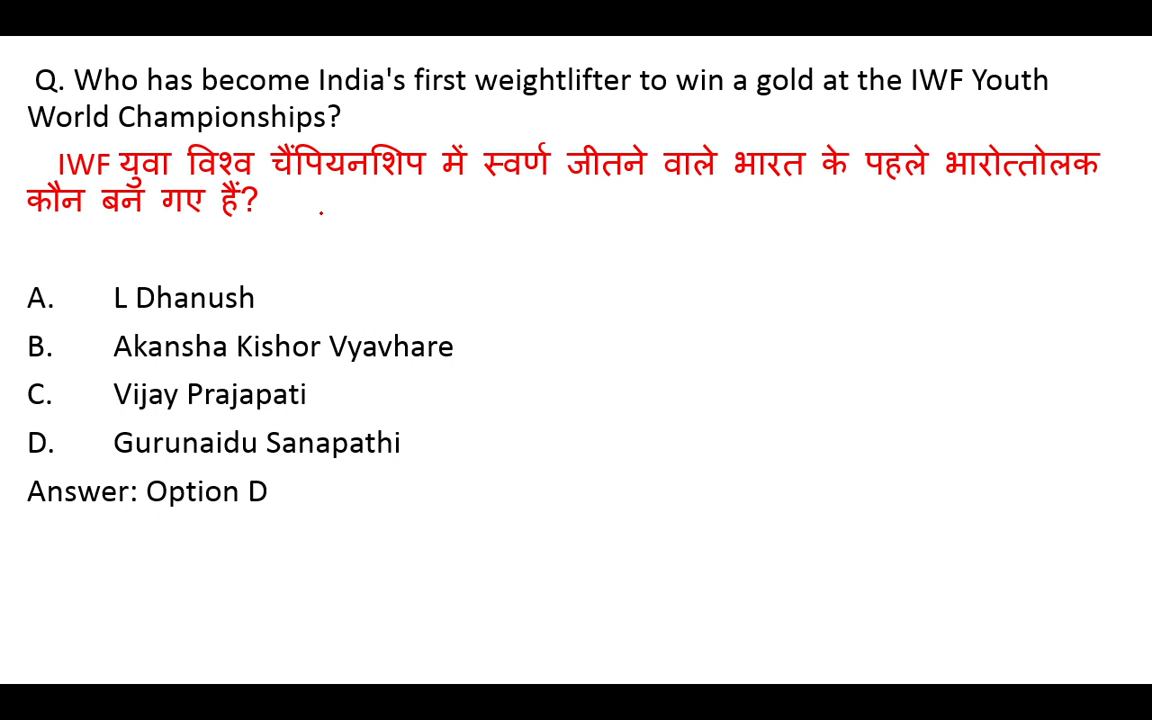 Q. Who has become India's first weightlifter to win a gold at the IWF Youth
World Championships?
IWF युवा विश्व चैंपियनशिप में स्वर्ण जीतने वाले भारत के पहले भारोत्तोलक
कौन बन गए हैं?
A. L Dhanush
B. Akansha Kishor Vyavhare
C. Vijay Prajapati
D. Gurunaidu Sanapathi
Answer: Option D